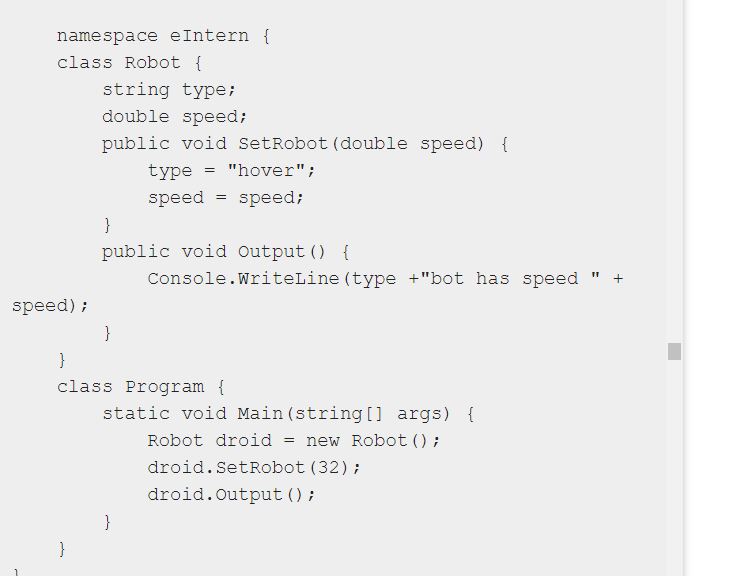 namespace eIntern {
class Robot {
string type;
double speed;
public void SetRobot(double speed) {
type = "hover";
speed = speed;
}
public void Output() {
Console.WriteLine(type +"bot has speed " +
speed);
}
}
class Program {
static void Main(string[] args) {
Robot droid = new Robot();
droid.SetRobot(32);
droid.Output();
}
}
}